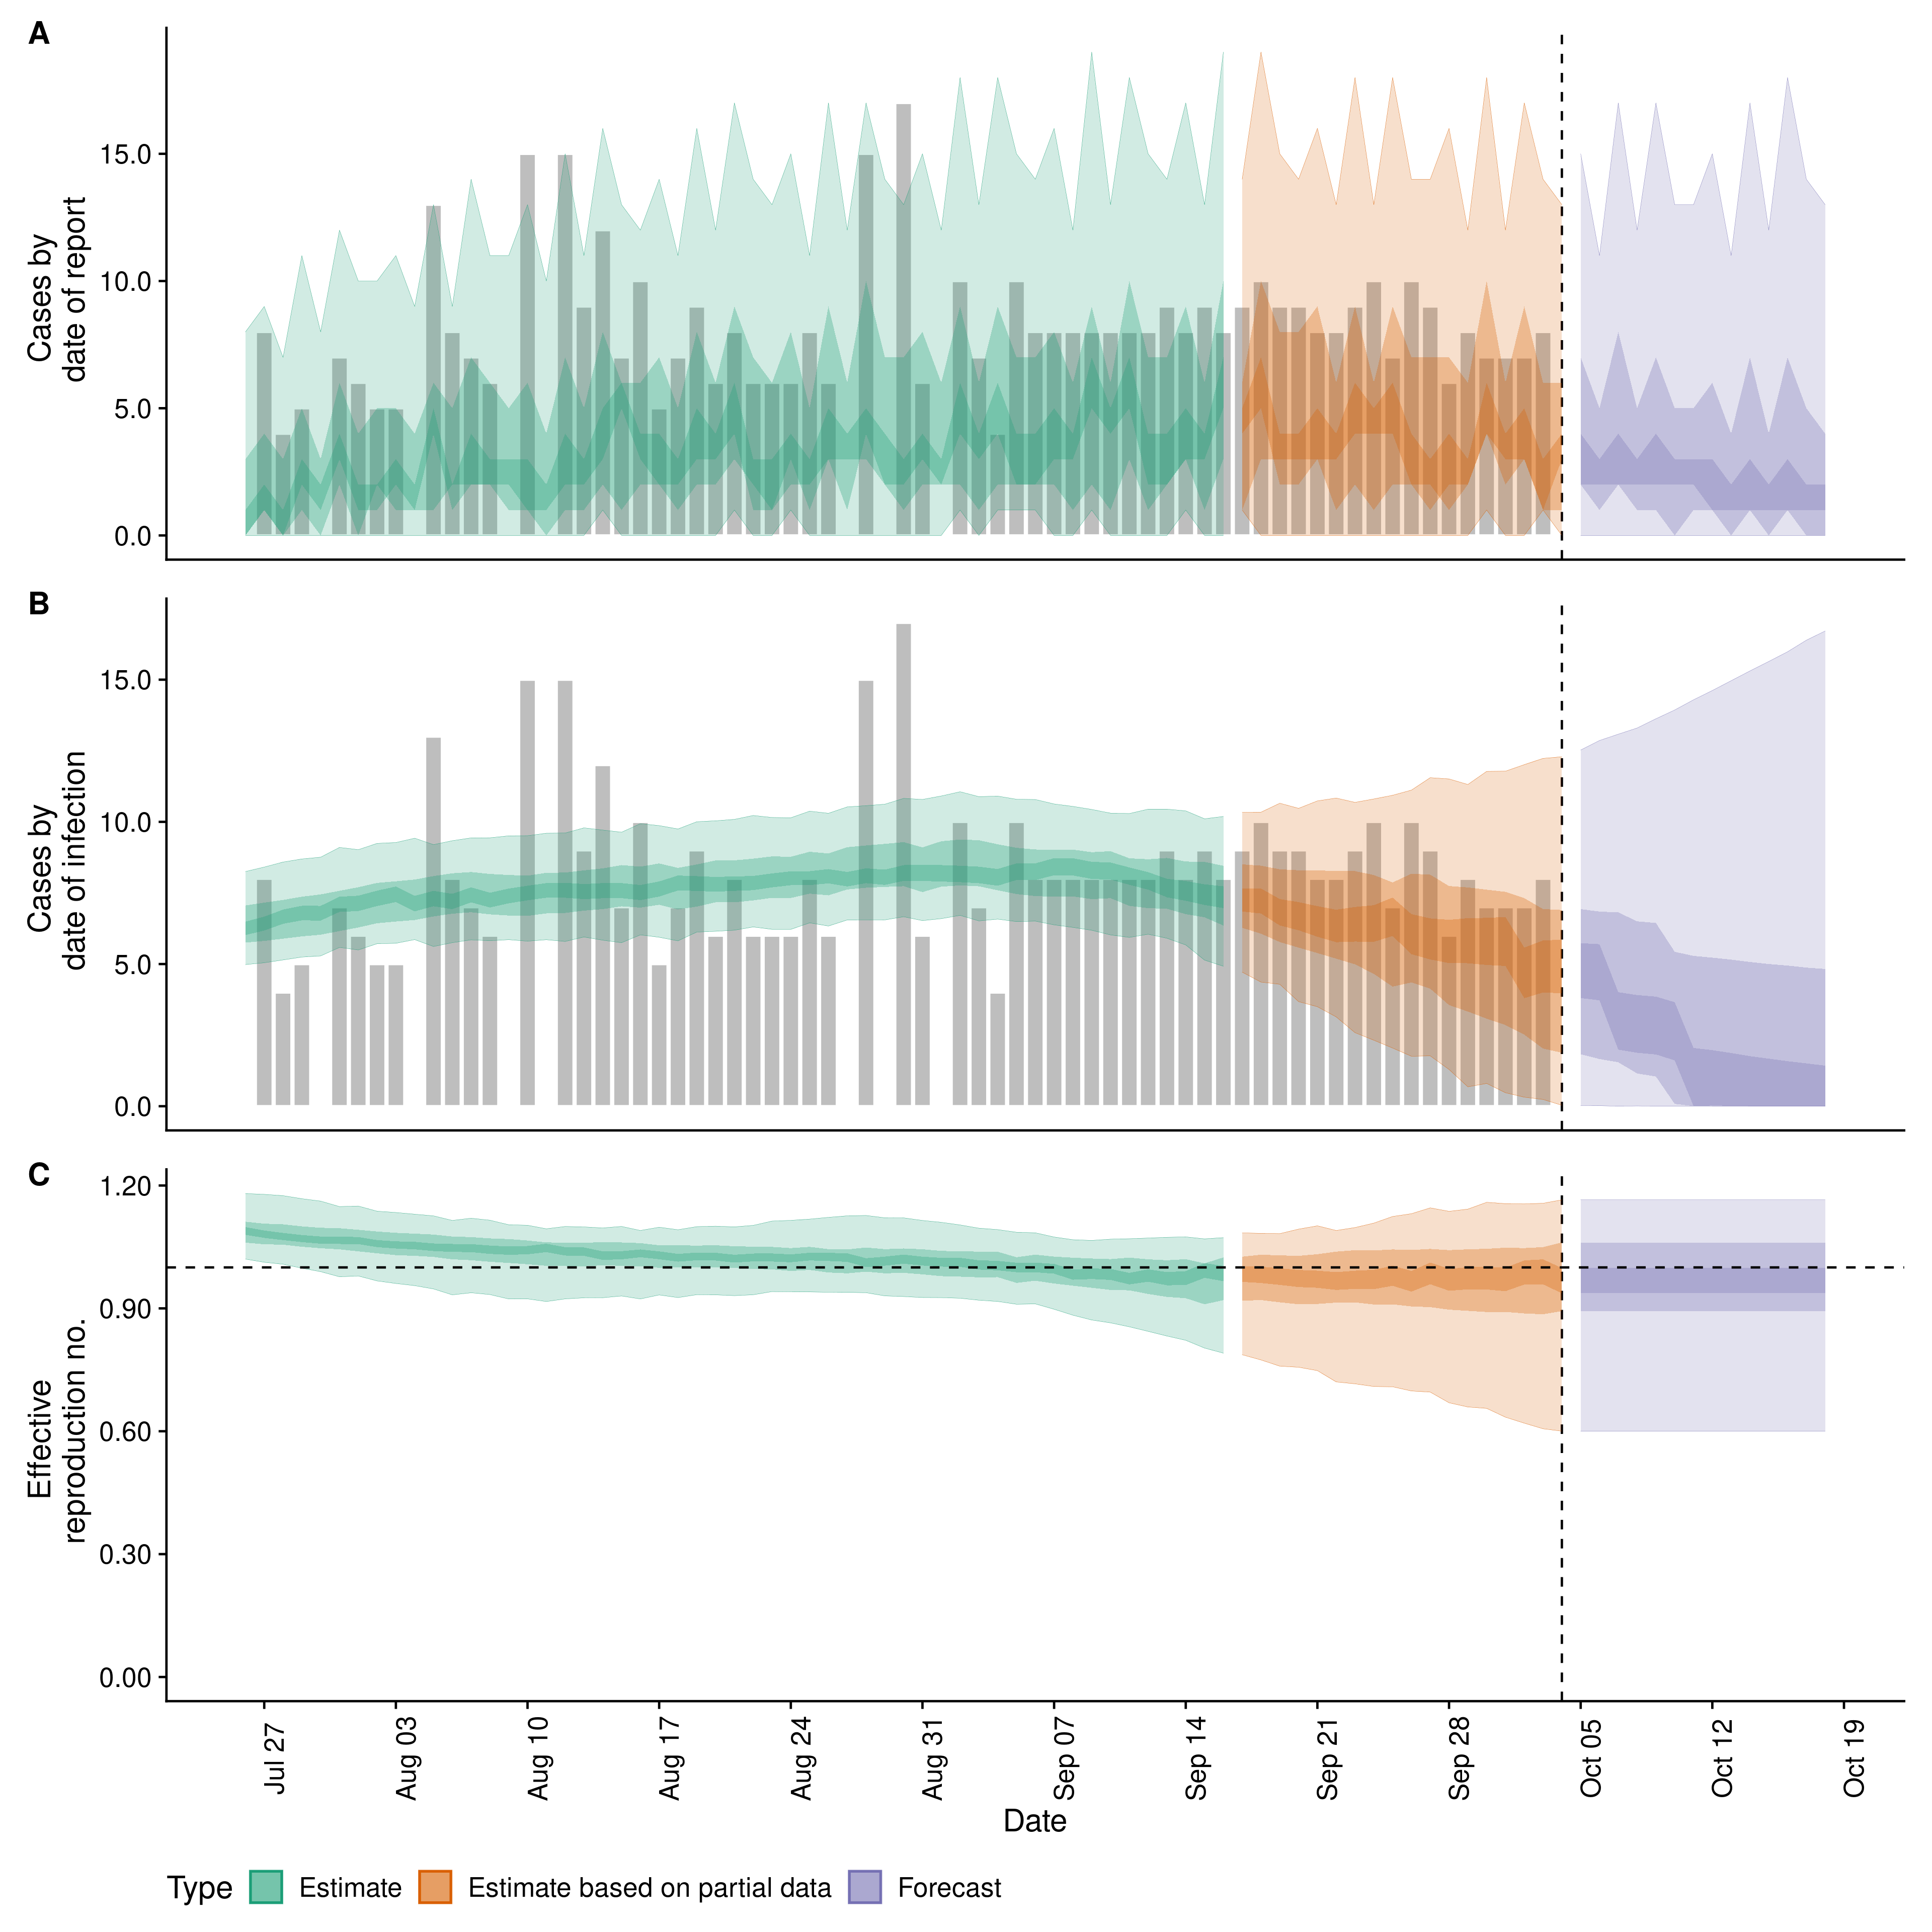 A
Cases by
date of report
15.0
10.0
5.0
0.0
B
Cases by
date of infection
15.0
10.0
5.0
0.0
C
Effective
reproduction no.
1.20
0.90
0.60
0.30
0.00
Jul 27
Aug 03
Aug 10
Aug 17
Aug 24
Aug 31
Sep 07
Sep 14
Sep 21
Sep 28
Oct 05
Oct 12
Oct 19
Date
Type Estimate Estimate based on partial data Forecast